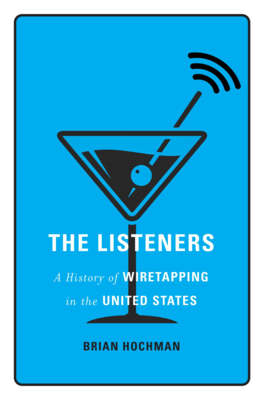 THE LISTENERS
A History of WIRETAPPING
in the UNITED STATES
BRIAN HOCHMAN